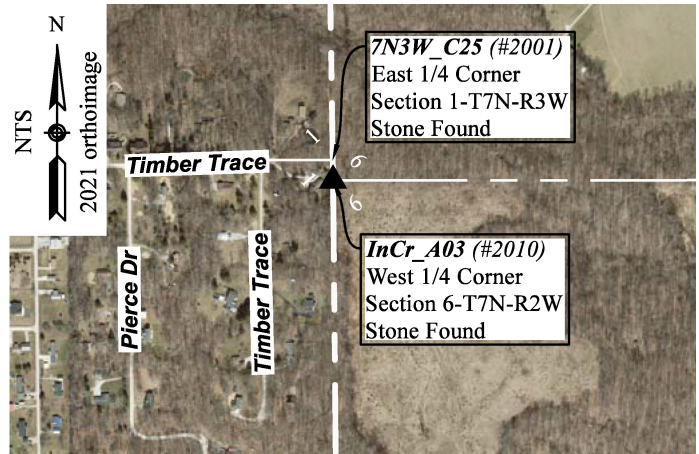 N
NTS
2021 orthoimage
7N3W_C25 (#2001)
East 1/4 Corner
Section 1-T7N-R3W
Stone Found
Timber Trace
1
6
1
6
InCr_A03 (#2010)
West 1/4 Corner
Section 6-T7N-R2W
Stone Found
Pierce Dr
Timber Trace